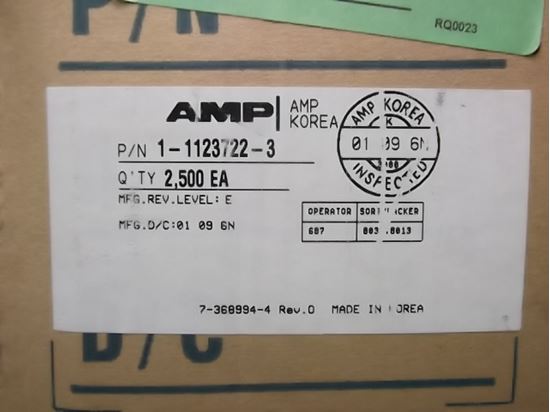 P/N
RQ0023
AMP
AMP
KOREA
P/N 1-1123722-3
Q'TY 2,500 EA
MFG.REV.LEVEL: E
MFG.D/C:01 09 6N
AMP KOREA
K
01 09 6N
INSPECTED
OPERATOR
687
7-368994-4 Rev.O MADE IN KOREA
D/C